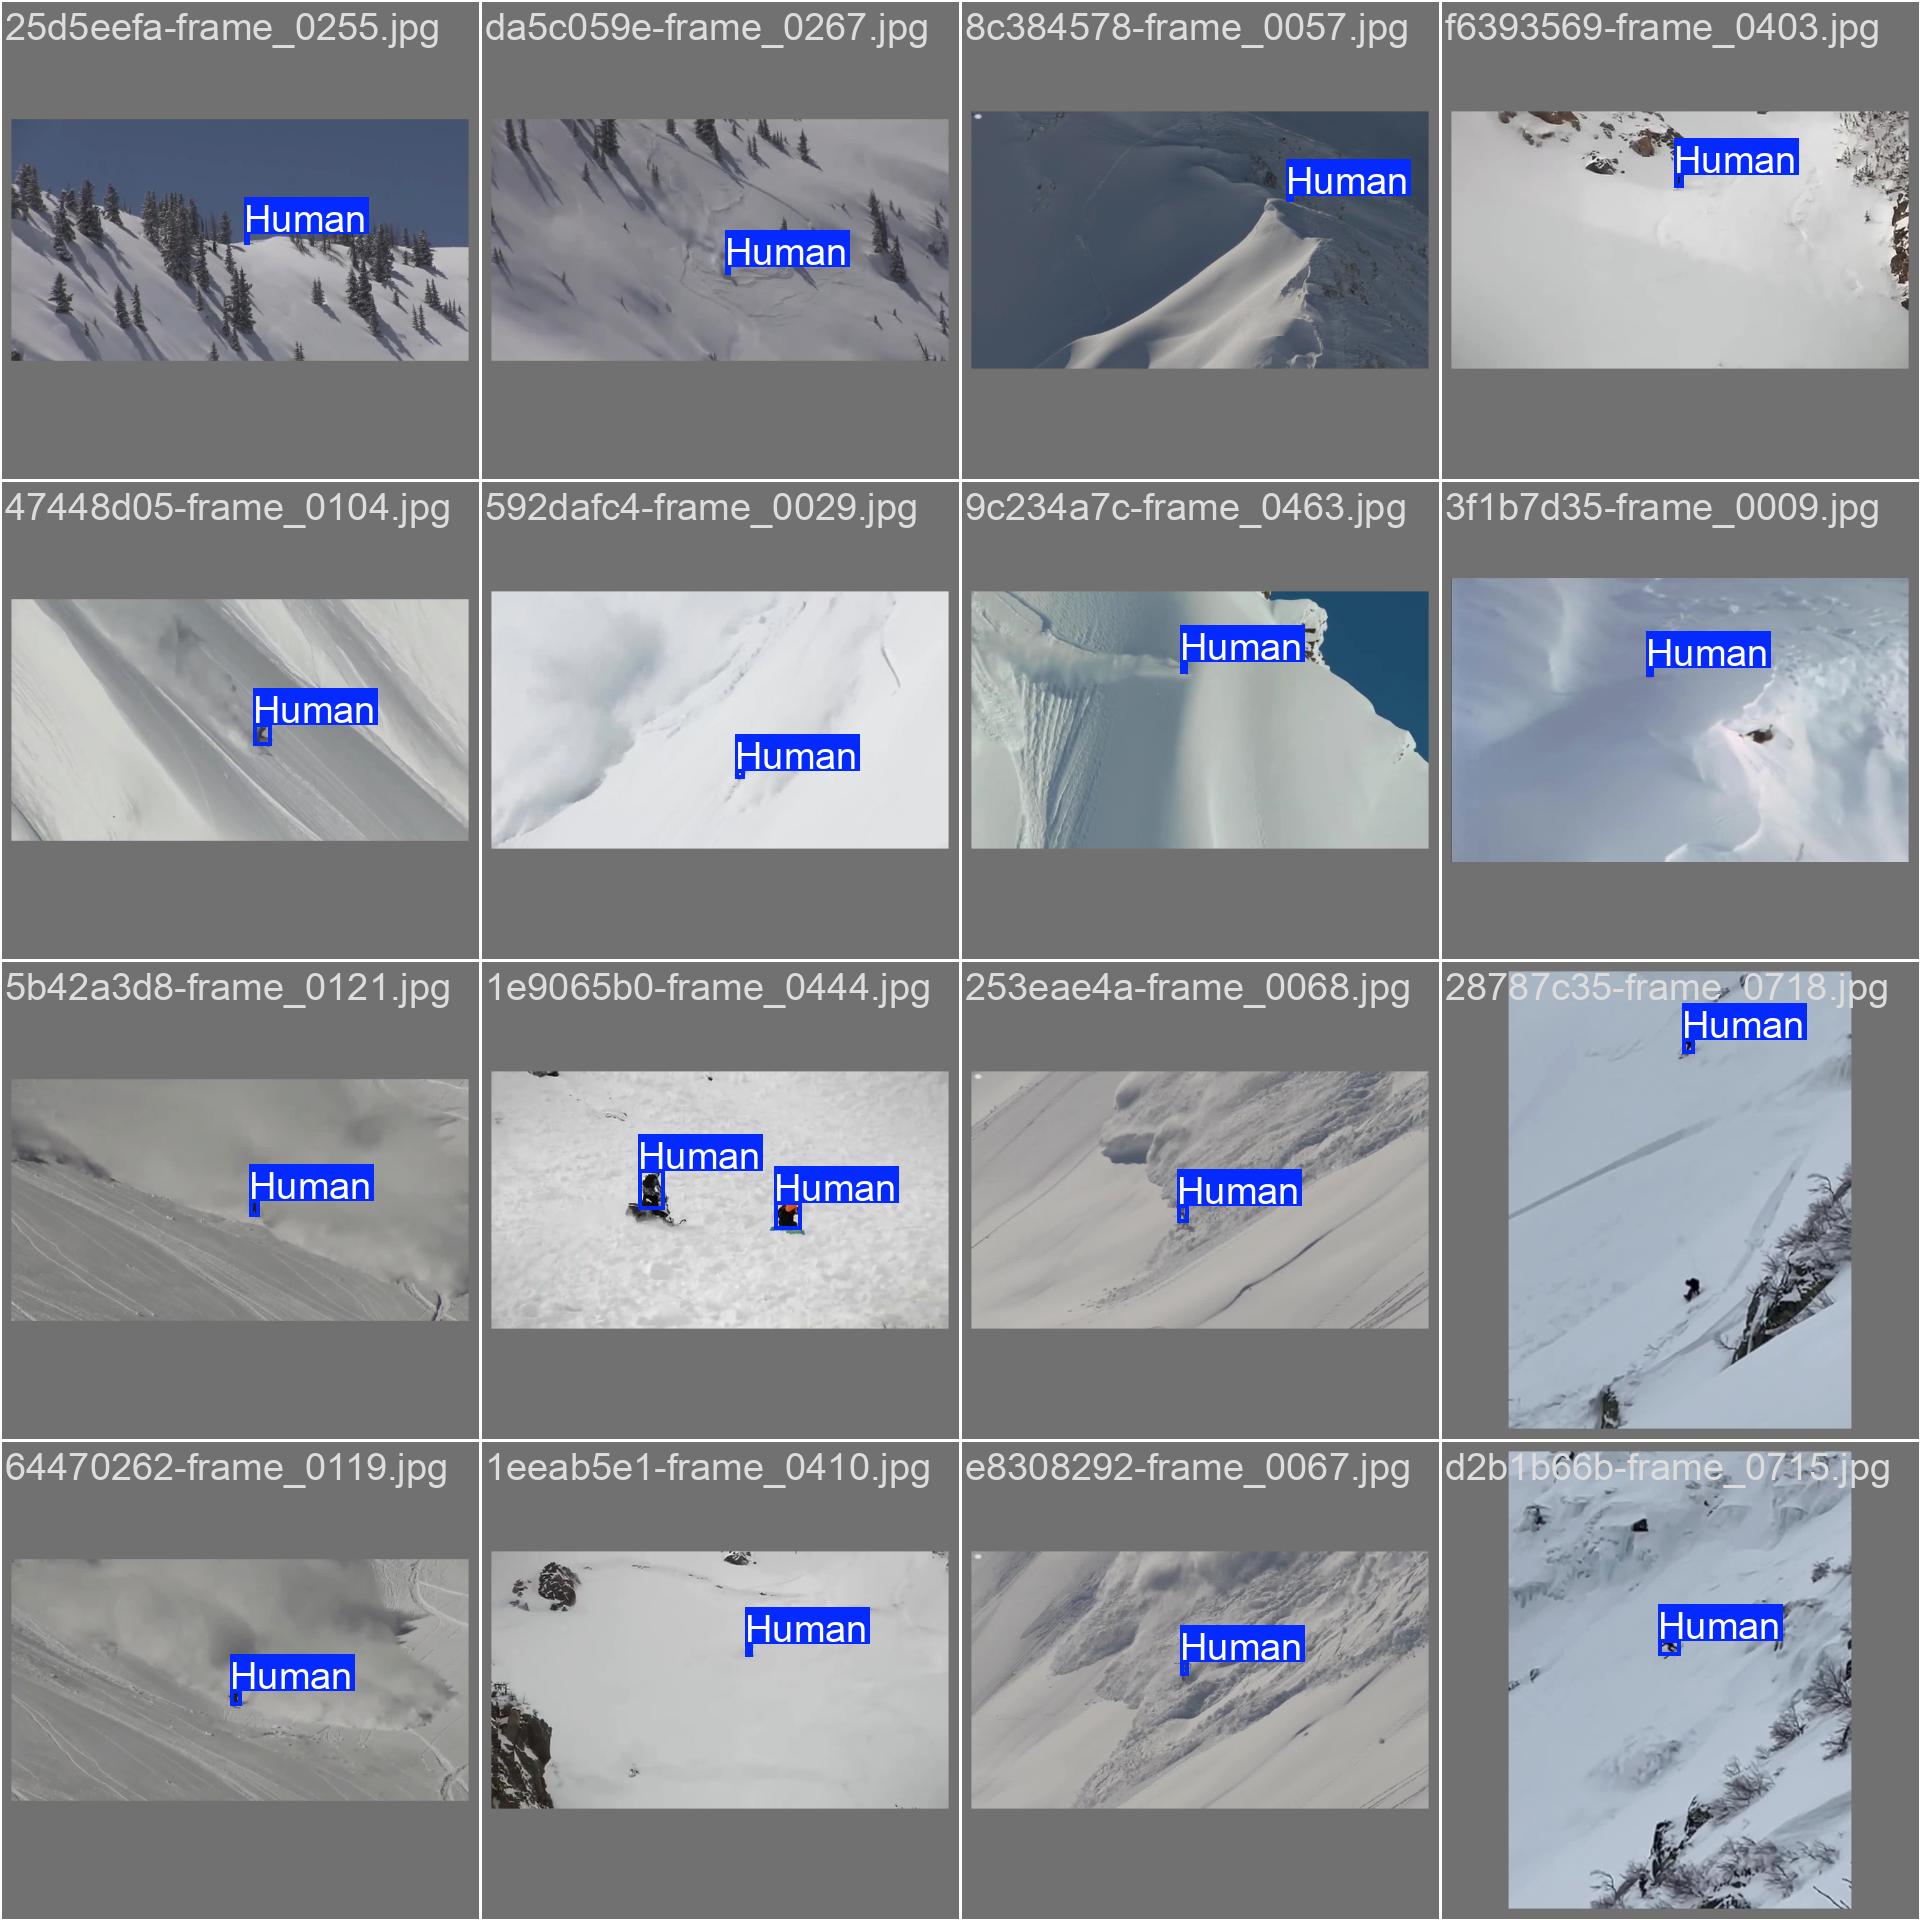 25d5eefa-frame_0255.jpg
da5c059e-frame_0267.jpg
8c384578-frame_0057.jpg
f6393569-frame_0403.jpg
Human
Human
Human
Human
47448d05-frame_0104.jpg
592dafc4-frame_0029.jpg
9c234a7c-frame_0463.jpg
3f1b7d35-frame_0009.jpg
Human
Human
Human
Human
5b42a3d8-frame_0121.jpg
1e9065b0-frame_0444.jpg
253eae4a-frame_0068.jpg
28787c35-frame_0718.jpg
Human
Human
Human
Human
Human
64470262-frame_0119.jpg
1eeab5e1-frame_0410.jpg
e8308292-frame_0067.jpg
d2b1b66b-frame_0715.jpg
Human
Human
Human
Human